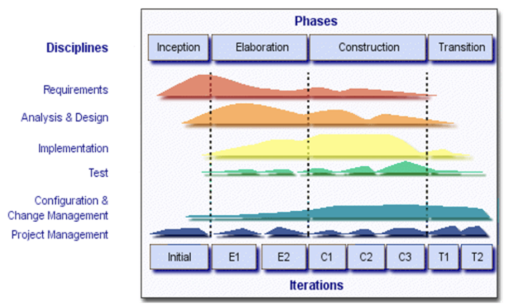 Phases
Disciplines
Inception
Elaboration
Construction
Transition
Requirements
Analysis & Design
Implementation
Test
Configuration &
Change Management
Project Management
Initial
E1
E2
C1
C2
C3
T1
T2
Iterations